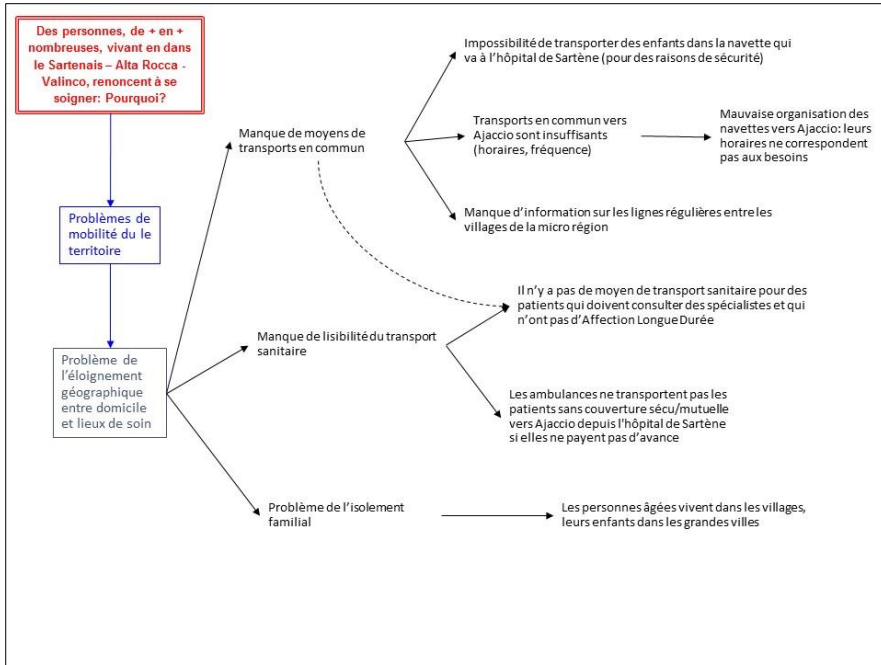 Des personnes, de + en +
nombreuses, vivant en dans
le Sartenais – Alta Rocca -
Valinco, renoncent à se
soigner: Pourquoi?
Problèmes de
mobilité du le
territoire
Problème de
l'éloignement
géographique
entre domicile
et lieux de soin
Manque de moyens de
transports en commun
Impossibilité de transporter des enfants dans la navette qui
va à l'hôpital de Sartène (pour des raisons de sécurité)
Transports en commun vers
Ajaccio sont insuffisants
(horaires, fréquence)
Mauvaise organisation des
navettes vers Ajaccio: leurs
horaires ne correspondent
pas aux besoins
Manque d'information sur les lignes régulières entre les
villages de la micro région
Manque de lisibilité du transport
sanitaire
Il n'y a pas de moyen de transport sanitaire pour des
patients qui doivent consulter des spécialistes et qui
n'ont pas d'Affection Longue Durée
Les ambulances ne transportent pas les
patients sans couverture sécu/mutuelle
vers Ajaccio depuis l'hôpital de Sartène
si elles ne payent pas d'avance
Problème de l'isolement
familial
Les personnes âgées vivent dans les villages,
leurs enfants dans les grandes villes